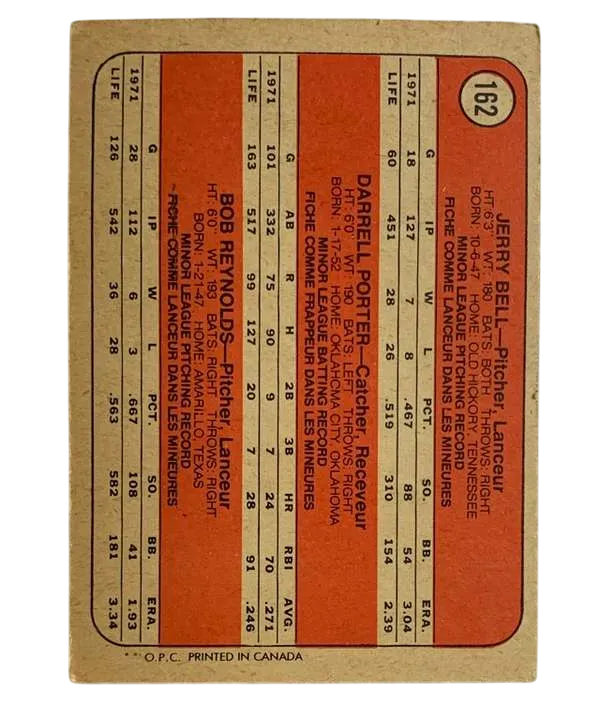 162
JERRY BELL—Pitcher, Lanceur
HT: 6'3" WT: 180 BATS: BOTH THROWS: RIGHT
BORN: 10-6-47 HOME: OLD HICKORY, TENNESSEE
MINOR LEAGUE PITCHING RECORD
FICHE COMME LANCEUR DANS LES MINEURES
G IP W L PCT. SO. BB. ERA.
1971 18 127 7 8 .467 88 54 3.04
LIFE 60 451 28 26 .519 310 154 2.39
DARRELL PORTER—Catcher, Receveur
HT: 6'0" WT: 190 BATS: LEFT THROWS: RIGHT
BORN: 1-17-52 HOME: OKLAHOMA CITY, OKLAHOMA
MINOR LEAGUE BATTING RECORD
FICHE COMME FRAPPEUR DANS LES MINEURES
G AB R H 2B 3B HR RBI AVG.
1971 101 332 75 90 9 7 24 70 .271
LIFE 163 517 99 127 20 7 28 91 .246
BOB REYNOLDS—Pitcher, Lanceur
HT: 6'0" WT: 193 BATS: RIGHT THROWS: RIGHT
BORN: 1-21-47 HOME: AMARILLO, TEXAS
MINOR LEAGUE PITCHING RECORD
FICHE COMME LANCEUR DANS LES MINEURES
G IP W L PCT. SO. BB. ERA.
1971 28 112 6 3 .667 108 41 1.93
LIFE 126 542 36 28 .563 582 181 3.34
** O.P.C. PRINTED IN CANADA